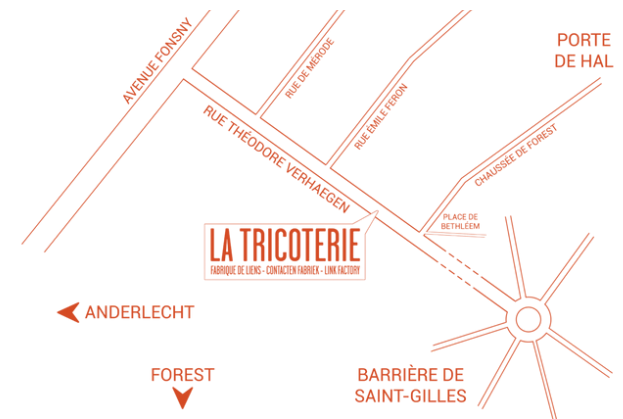 AVENUE FONSNY
RUE DE MÉRODE
RUE ÉMILE FÉRON
PORTE
DE HAL
RUE THÉODORE VERHAEGEN
CHAUSSÉE DE FOREST
PLACE DE
BETHLÉEM
LA TRICOTERIE
FABRIQUE DE LIENS - CONTACTEN FABRIEK - LINK FACTORY
ANDERLECHT
FOREST
BARRIÈRE DE
SAINT-GILLES